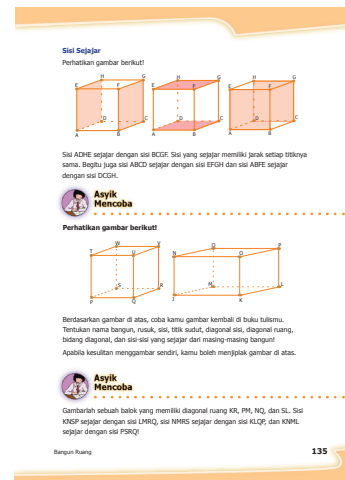 Sisi Sejajar
Perhatikan gambar berikut!
H G H G H G
E F E F E F
D C D C D C
A B A B A B
Sisi ADHE sejajar dengan sisi BCGF. Sisi yang sejajar memiliki jarak setiap titiknya
sama. Begitu juga sisi ABCD sejajar dengan sisi EFGH dan sisi ABFE sejajar
dengan sisi DCGH.
Asyik
Mencoba
Perhatikan gambar berikut!
W V Q P
T U N O
S R M L
P Q J K
Berdasarkan gambar di atas, coba kamu gambar kembali di buku tulismu.
Tentukan nama bangun, rusuk, sisi, titik sudut, diagonal sisi, diagonal ruang,
bidang diagonal, dan sisi-sisi yang sejajar dari masing-masing bangun!
Apabila kesulitan menggambar sendiri, kamu boleh menjiplak gambar di atas.
Asyik
Mencoba
Gambarlah sebuah balok yang memiliki diagonal ruang KR, PM, NQ, dan SL. Sisi
KNSP sejajar dengan sisi LMRQ, sisi NMRS sejajar dengan sisi KLQP, dan KNML
sejajar dengan sisi PSRQ!
Bangun Ruang 135